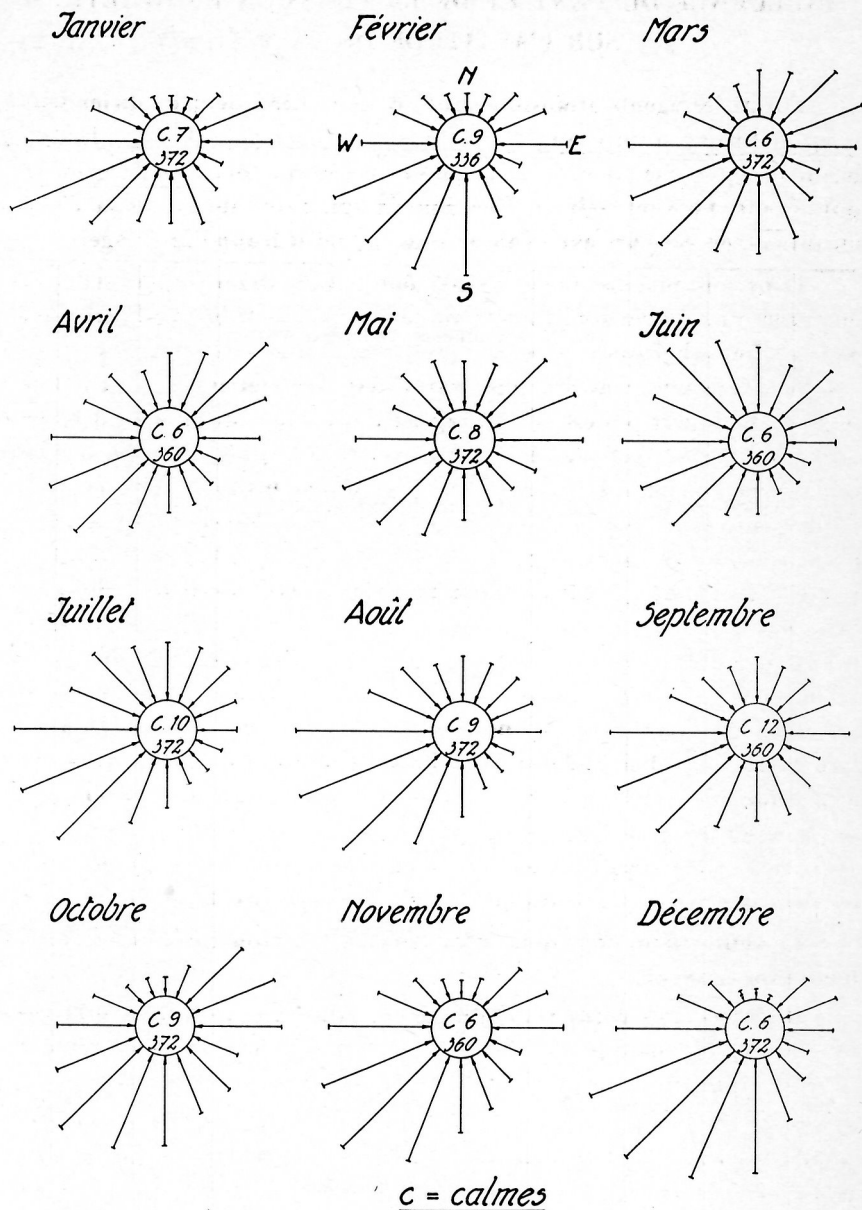 Janvier
C. 7
372
Février
N
W
C. 9
336
E
S
Mars
C. 6
372
Avril
C. 6
360
Mai
C. 8
372
Juin
C. 6
360
Juillet
C. 10
372
Août
C 9
372
Septembre
C 12
360
Octobre
C 9
372
Novembre
C 6
360
Décembre
C. 6
372
C = calmes